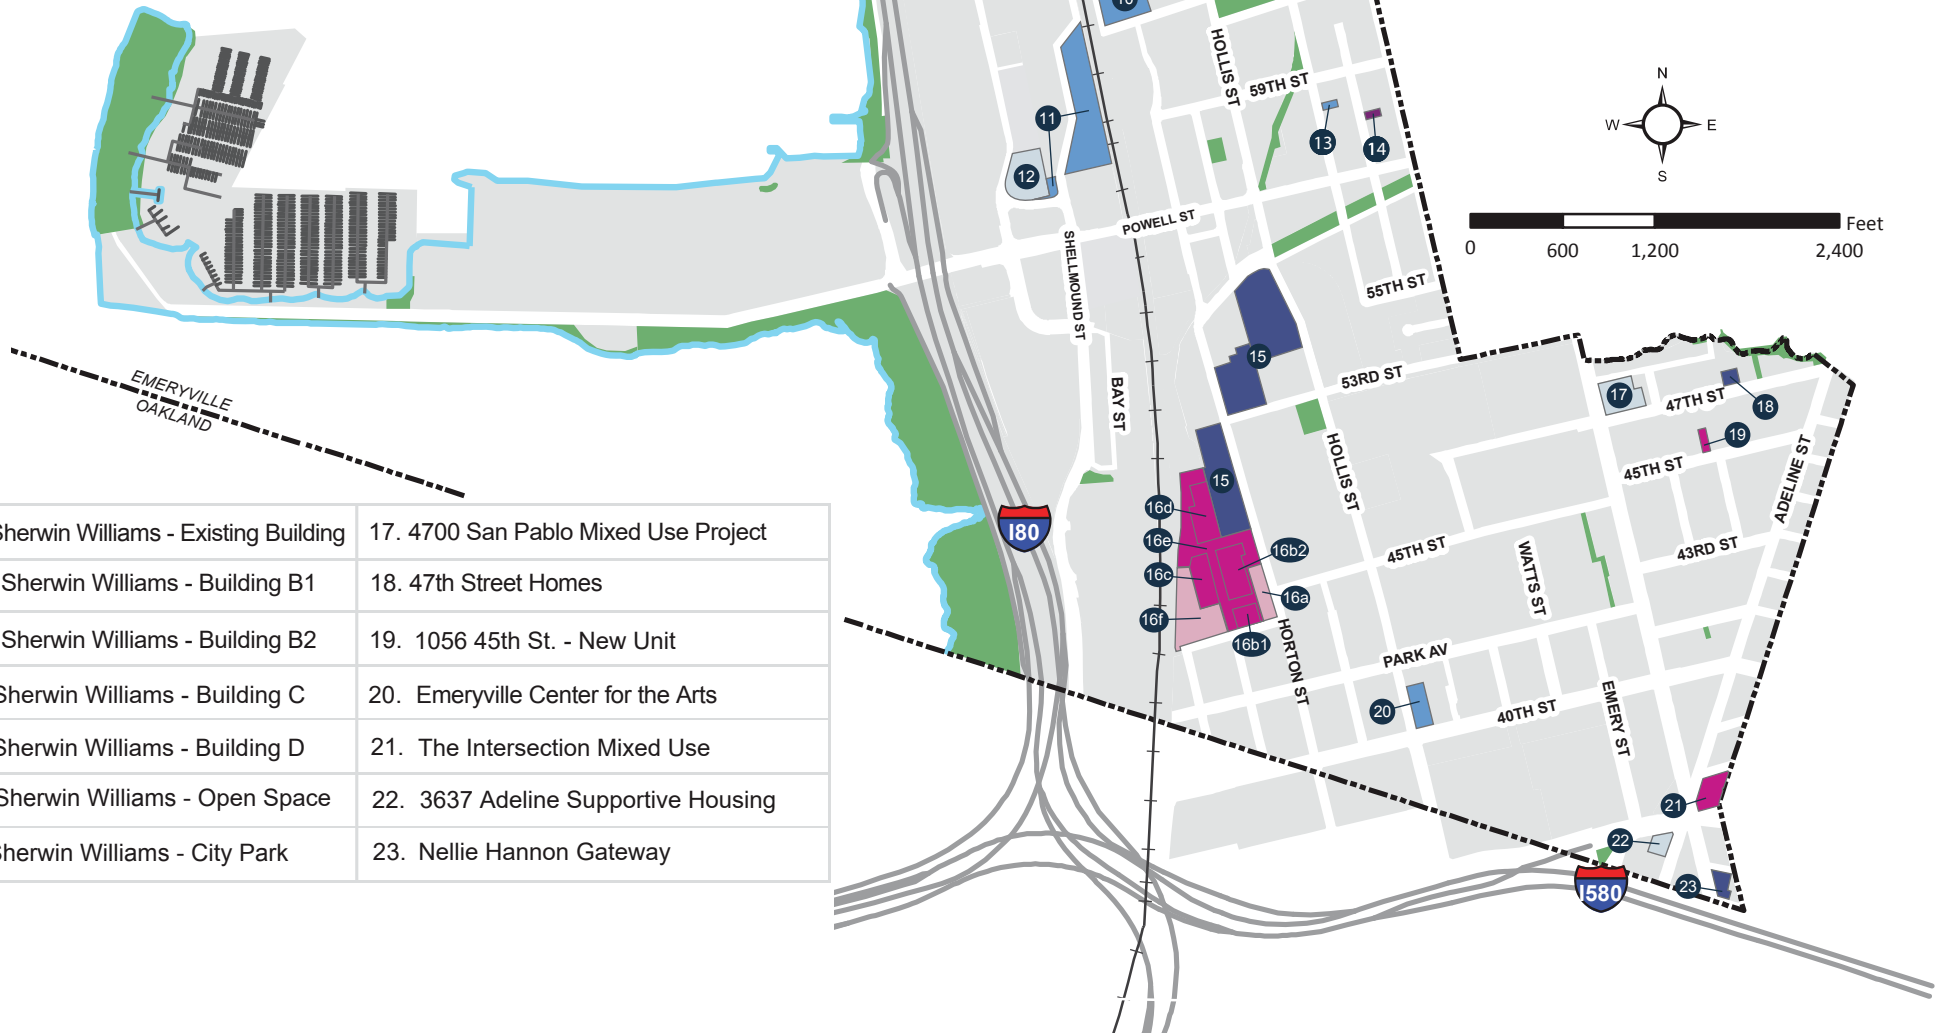 10
HOLLIS ST
59TH ST
11
12
13
14
N
W E
S
Feet
0 600 1,200 2,400
POWELL ST
SHELLMOUND ST
55TH ST
15
53RD ST
BAY ST
EMERYVILLE
OAKLAND
17
47TH ST
18
19
45TH ST
ADELINE ST
HOLLIS ST
15
16d
16e
16c
16f
16b2
16a
16b1
I80
45TH ST
WATTS ST
43RD ST
HORTON ST
PARK AV
20
40TH ST
EMERY ST
21
22
23
I580
Sherwin Williams - Existing Building 17. 4700 San Pablo Mixed Use Project
Sherwin Williams - Building B1 18. 47th Street Homes
Sherwin Williams - Building B2 19. 1056 45th St. - New Unit
Sherwin Williams - Building C 20. Emeryville Center for the Arts
Sherwin Williams - Building D 21. The Intersection Mixed Use
Sherwin Williams - Open Space 22. 3637 Adeline Supportive Housing
Sherwin Williams - City Park 23. Nellie Hannon Gateway